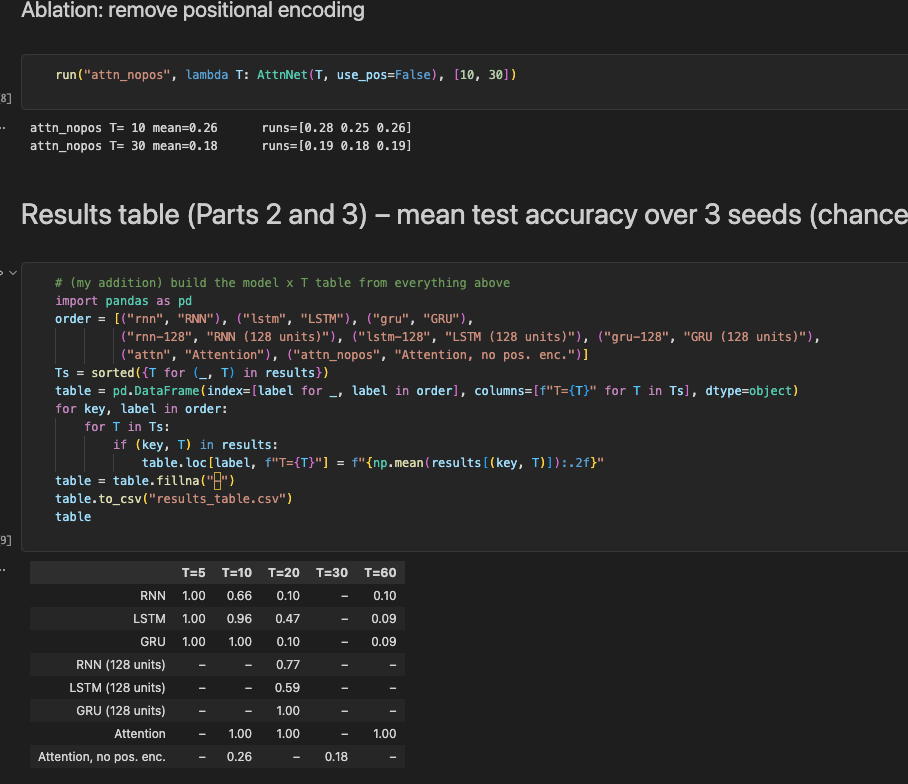 Ablation: remove positional encoding
run("attn_nopos", lambda T: AttnNet(T, use_pos=False), [10, 30])
8]
attn_nopos T= 10 mean=0.26 runs=[0.28 0.25 0.26]
attn_nopos T= 30 mean=0.18 runs=[0.19 0.18 0.19]
Results table (Parts 2 and 3) – mean test accuracy over 3 seeds (chance
# (my addition) build the model x T table from everything above
import pandas as pd
order = [("rnn", "RNN"), ("lstm", "LSTM"), ("gru", "GRU"),
("rnn-128", "RNN (128 units)"), ("lstm-128", "LSTM (128 units)"), ("gru-128", "GRU (128 units)"),
("attn", "Attention"), ("attn_nopos", "Attention, no pos. enc.")]
Ts = sorted({T for (_, T) in results})
table = pd.DataFrame(index=[label for _, label in order], columns=[f"T={T}" for T in Ts], dtype=object)
for key, label in order:
for T in Ts:
if (key, T) in results:
table.loc[label, f"T={T}"] = f"{np.mean(results[(key, T)]):.2f}"
table = table.fillna("–")
table.to_csv("results_table.csv")
table
9]
T=5 T=10 T=20 T=30 T=60
RNN 1.00 0.66 0.10 – 0.10
LSTM 1.00 0.96 0.47 – 0.09
GRU 1.00 1.00 0.10 – 0.09
RNN (128 units) – – 0.77 – –
LSTM (128 units) – – 0.59 – –
GRU (128 units) – – 1.00 – –
Attention – 1.00 1.00 – 1.00
Attention, no pos. enc. – 0.26 – 0.18 –